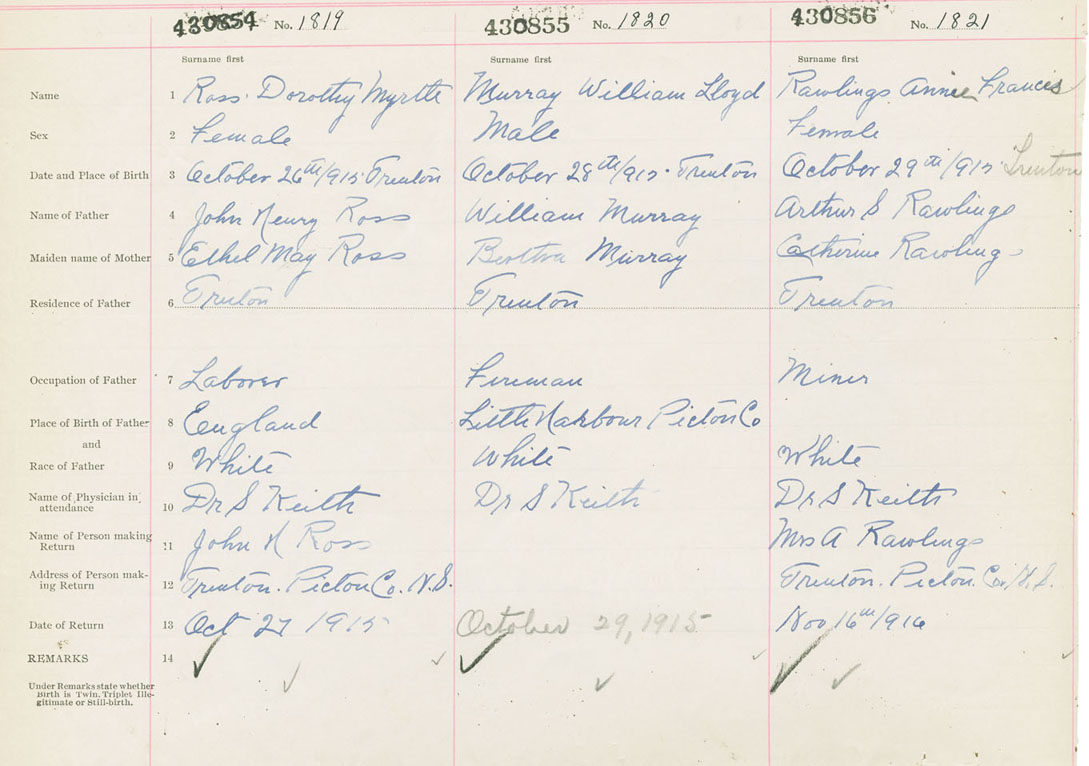 430854 No. 1819 430855 No. 1820 430856 No. 1821
Surname first Surname first Surname first
Name 1 Ross Dorothy Myrtle Murray William Lloyd Rawlings Annie Francis
Sex 2 Female Male Female
Date and Place of Birth 3 October 26th/915 Trenton October 28th/915 Trenton October 29th/915 Trenton
Name of Father 4 John Henry Ross William Murray Arthur S Rawlings
Maiden name of Mother 5 Ethel May Ross Bertha Murray Catherine Rawlings
Residence of Father 6 Trenton Trenton Trenton
Occupation of Father 7 Laborer Fireman Miner
Place of Birth of Father 8 England Little Harbour Pictou Co
and
Race of Father 9 White White White
Name of Physician in
attendance 10 Dr S Keith Dr S Keith Dr S Keith
Name of Person making
Return 11 John H Ross Mrs A Rawlings
Address of Person mak-
ing Return 12 Trenton. Pictou Co. N.S. Trenton. Pictou Co. N.S.
Date of Return 13 Oct 27 1915 October 29, 1915 Nov 16th/1916
REMARKS 14
Under Remarks state whether
Birth is Twin. Triplet Ille-
gitimate or Still-birth.